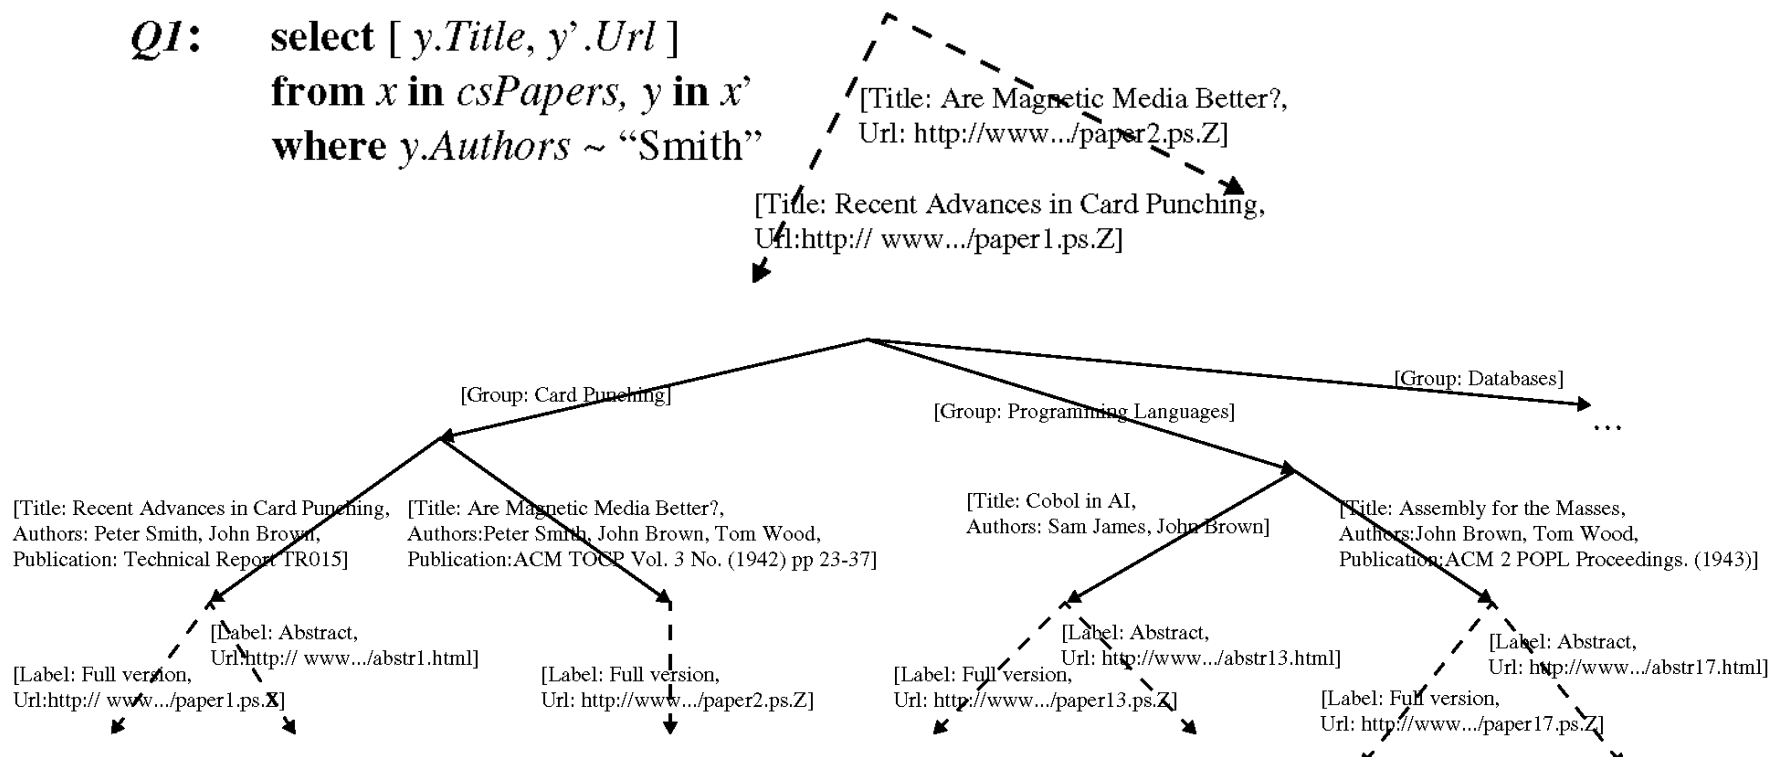 Q1: select [ y.Title, y’.Url ]
from x in csPapers, y in x’
where y.Authors ~ “Smith”
[Title: Are Magnetic Media Better?,
Url: http://www.../paper2.ps.Z]
[Title: Recent Advances in Card Punching,
Url:http:// www.../paper1.ps.Z]
[Group: Card Punching]
[Group: Programming Languages]
[Group: Databases]
...
[Title: Recent Advances in Card Punching,
Authors: Peter Smith, John Brown,
Publication: Technical Report TR015]
[Title: Are Magnetic Media Better?,
Authors:Peter Smith, John Brown, Tom Wood,
Publication:ACM TOCP Vol. 3 No. (1942) pp 23-37]
[Title: Cobol in AI,
Authors: Sam James, John Brown]
[Title: Assembly for the Masses,
Authors:John Brown, Tom Wood,
Publication:ACM 2 POPL Proceedings. (1943)]
[Label: Full version,
Url:http:// www.../paper1.ps.Z]
[Label: Abstract,
Url:http:// www.../abstr1.html]
[Label: Full version,
Url: http://www.../paper2.ps.Z]
[Label: Full version,
Url: http://www.../paper13.ps.Z]
[Label: Abstract,
Url: http://www.../abstr13.html]
[Label: Full version,
Url: http://www.../paper17.ps.Z]
[Label: Abstract,
Url: http://www.../abstr17.html]